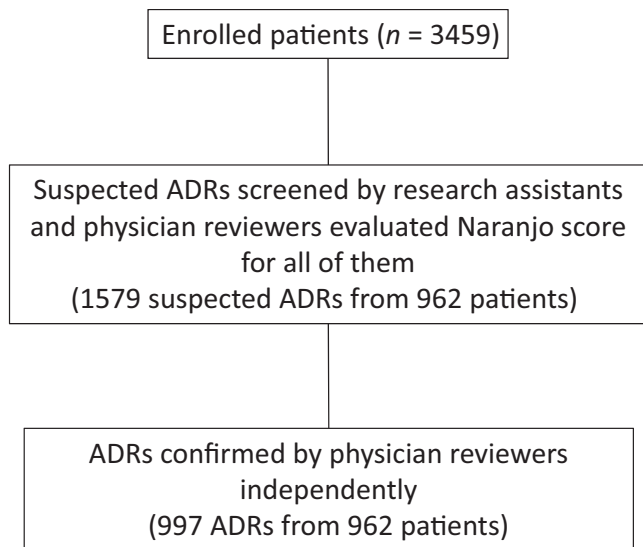 Enrolled patients (n = 3459)
Suspected ADRs screened by research assistants
and physician reviewers evaluated Naranjo score
for all of them
(1579 suspected ADRs from 962 patients)
ADRs confirmed by physician reviewers
independently
(997 ADRs from 962 patients)